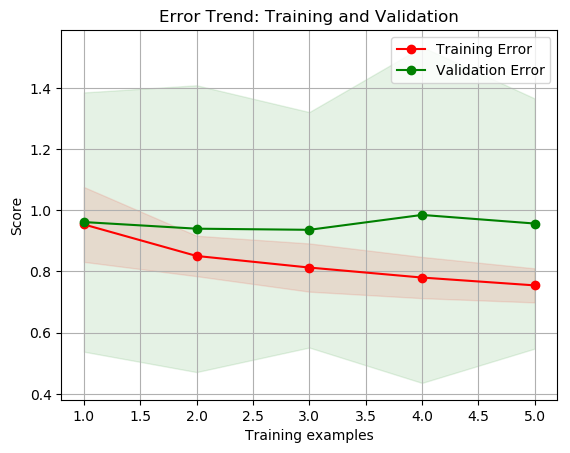 Error Trend: Training and Validation
Training Error
Validation Error
Score
1.4
1.2
1.0
0.8
0.6
0.4
1.0 1.5 2.0 2.5 3.0 3.5 4.0 4.5 5.0
Training examples